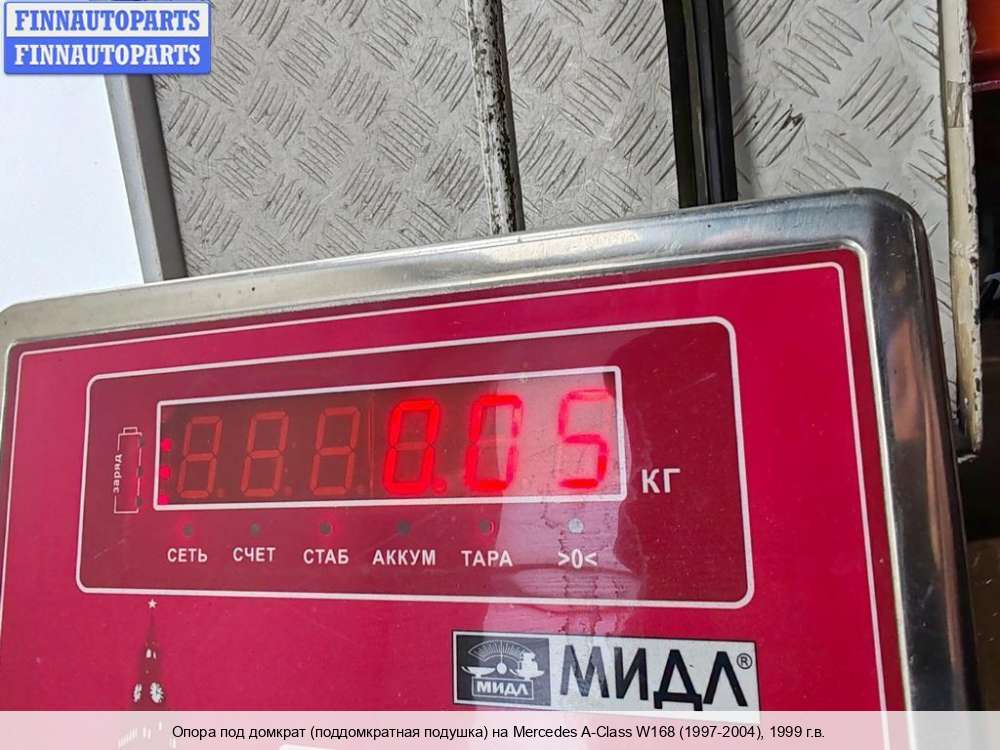 FINNAUTOPARTS
FINNAUTOPARTS
0.05
КГ
заряд
СЕТЬ СЧЕТ СТАБ АККУМ ТАРА >0<
МИДЛ
МИДЛ®
Опора под домкрат (поддомкратная подушка) на Mercedes A-Class W168 (1997-2004), 1999 г.в.